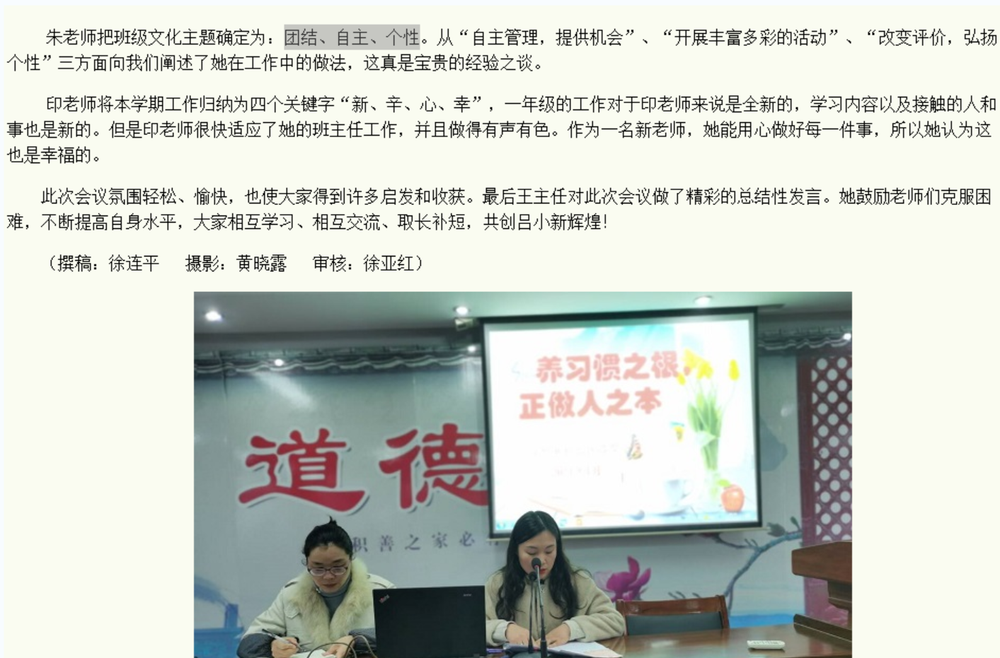 朱老师把班级文化主题确定为：团结、自主、个性。从“自主管理，提供机会”、“开展丰富多彩的活动”、“改变评价，弘扬
个性”三方面向我们阐述了她在工作中的做法，这真是宝贵的经验之谈。
印老师将本学期工作归纳为四个关键字“新、辛、心、幸”，一年级的工作对于印老师来说是全新的，学习内容以及接触的人和
事也是新的。但是印老师很快适应了她的班主任工作，并且做得有声有色。作为一名新老师，她能用心做好每一件事，所以她认为这
也是幸福的。
此次会议氛围轻松、愉快，也使大家得到许多启发和收获。最后王主任对此次会议做了精彩的总结性发言。她鼓励老师们克服困
难，不断提高自身水平，大家相互学习、相互交流、取长补短，共创吕小新辉煌！
（撰稿：徐连平 摄影：黄晓露 审核：徐亚红）
养习惯之根，
正做人之本
道德
积善之家必有